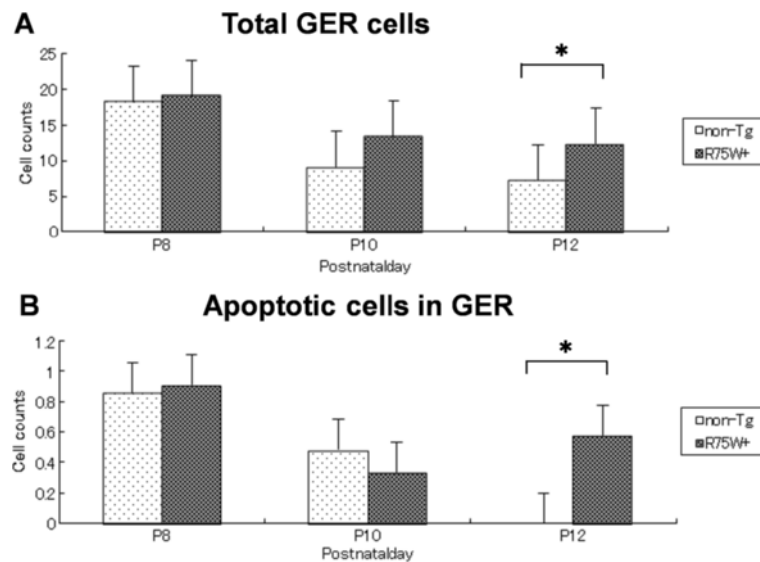 A
Total GER cells
25
20
15
10
5
0
Cell counts
*
non-Tg
R75W+
P8
P10
P12
Postnatalday
B
Apoptotic cells in GER
1.2
1
0.8
0.6
0.4
0.2
0
Cell counts
*
non-Tg
R75W+
P8
P10
P12
Postnatalday